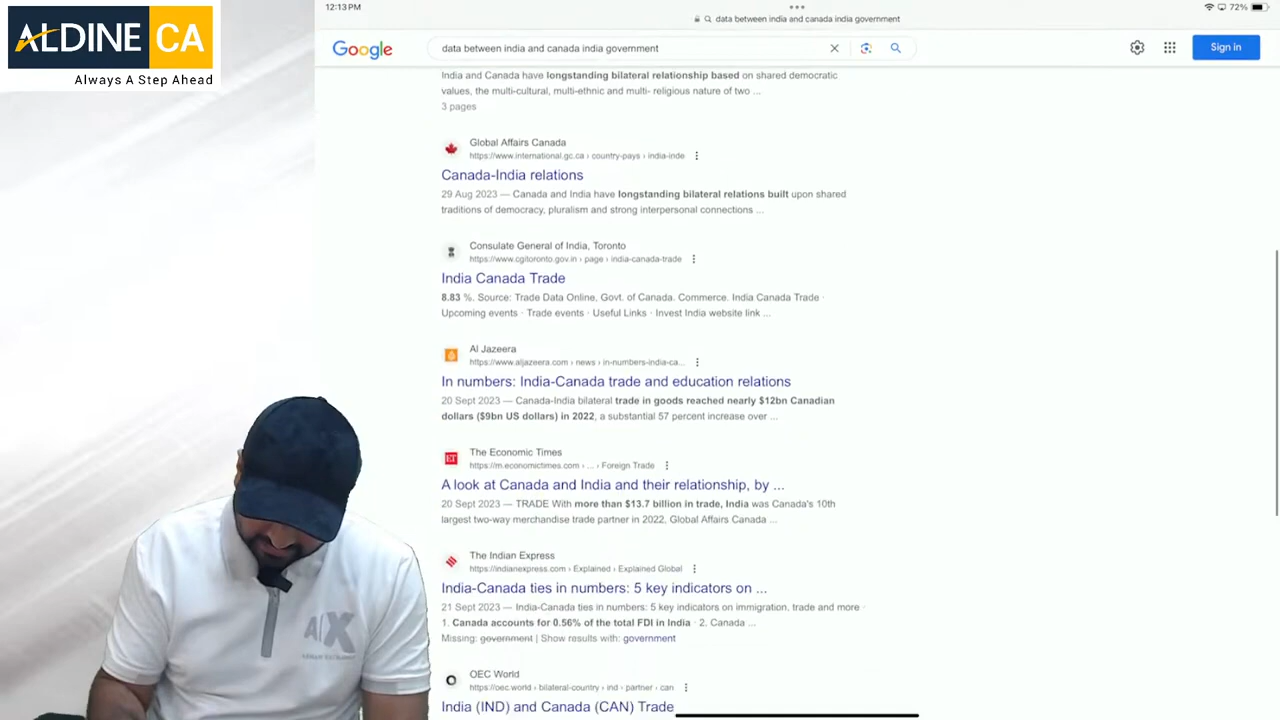 ALDINE CA
Always A Step Ahead
12:13 PM
72%
data between india and canada india government
Google
data between india and canada india government
Sign in
India and Canada have longstanding bilateral relationship based on shared democratic
values, the multi-cultural, multi-ethnic and multi- religious nature of two ...
3 pages
Global Affairs Canada
https://www.international.gc.ca › country-pays › india-inde
Canada-India relations
29 Aug 2023 — Canada and India have longstanding bilateral relations built upon shared
traditions of democracy, pluralism and strong interpersonal connections ...
Consulate General of India, Toronto
https://www.cgitoronto.gov.in › page › india-canada-trade
India Canada Trade
8.83 %. Source: Trade Data Online, Govt. of Canada. Commerce. India Canada Trade ·
Upcoming events · Trade events · Useful Links · Invest India website link ...
Al Jazeera
https://www.aljazeera.com › news › in-numbers-india-ca...
In numbers: India-Canada trade and education relations
20 Sept 2023 — Canada-India bilateral trade in goods reached nearly $12bn Canadian
dollars ($9bn US dollars) in 2022, a substantial 57 percent increase over ...
ET
The Economic Times
https://m.economictimes.com › ... › Foreign Trade
A look at Canada and India and their relationship, by ...
20 Sept 2023 — TRADE With more than $13.7 billion in trade, India was Canada's 10th
largest two-way merchandise trade partner in 2022, Global Affairs Canada ...
The Indian Express
https://indianexpress.com › Explained › Explained Global
India-Canada ties in numbers: 5 key indicators on ...
21 Sept 2023 — India-Canada ties in numbers: 5 key indicators on immigration, trade and more ·
1. Canada accounts for 0.56% of the total FDI in India · 2. Canada ...
Missing: government | Show results with: government
OEC World
https://oec.world › bilateral-country › ind › partner › can
India (IND) and Canada (CAN) Trade